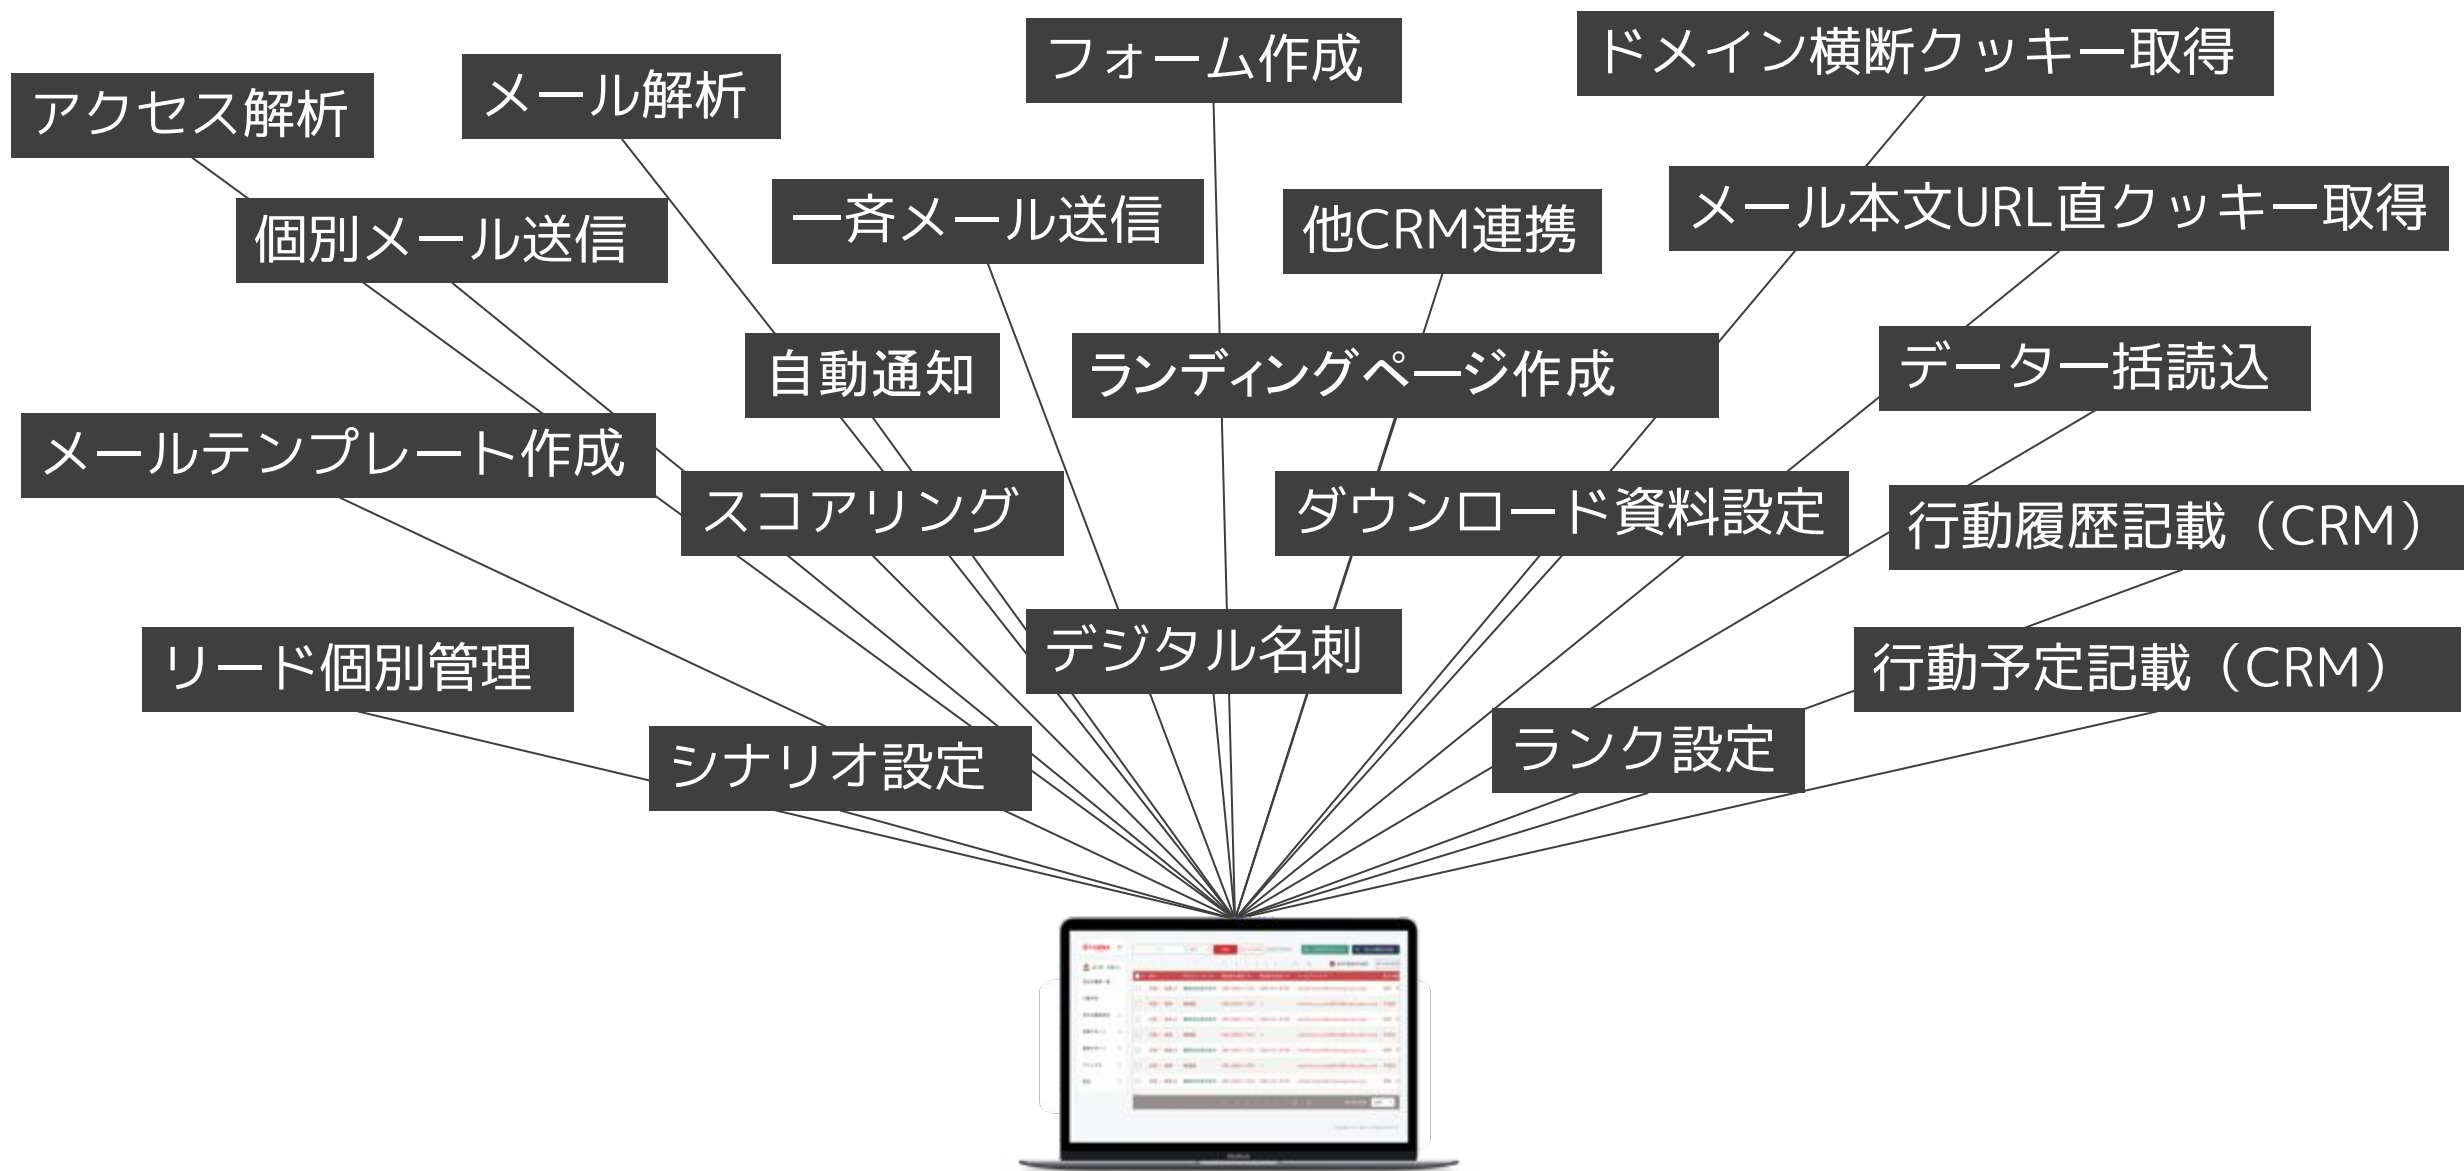 フォーム作成
ドメイン横断クッキー取得
メール解析
アクセス解析
一斉メール送信
他CRM連携
メール本文URL直クッキー取得
個別メール送信
自動通知
ランディングページ作成
データー括読込
メールテンプレート作成
スコアリング
ダウンロード資料設定
行動履歴記載（CRM）
デジタル名刺
リード個別管理
行動予定記載（CRM）
シナリオ設定
ランク設定